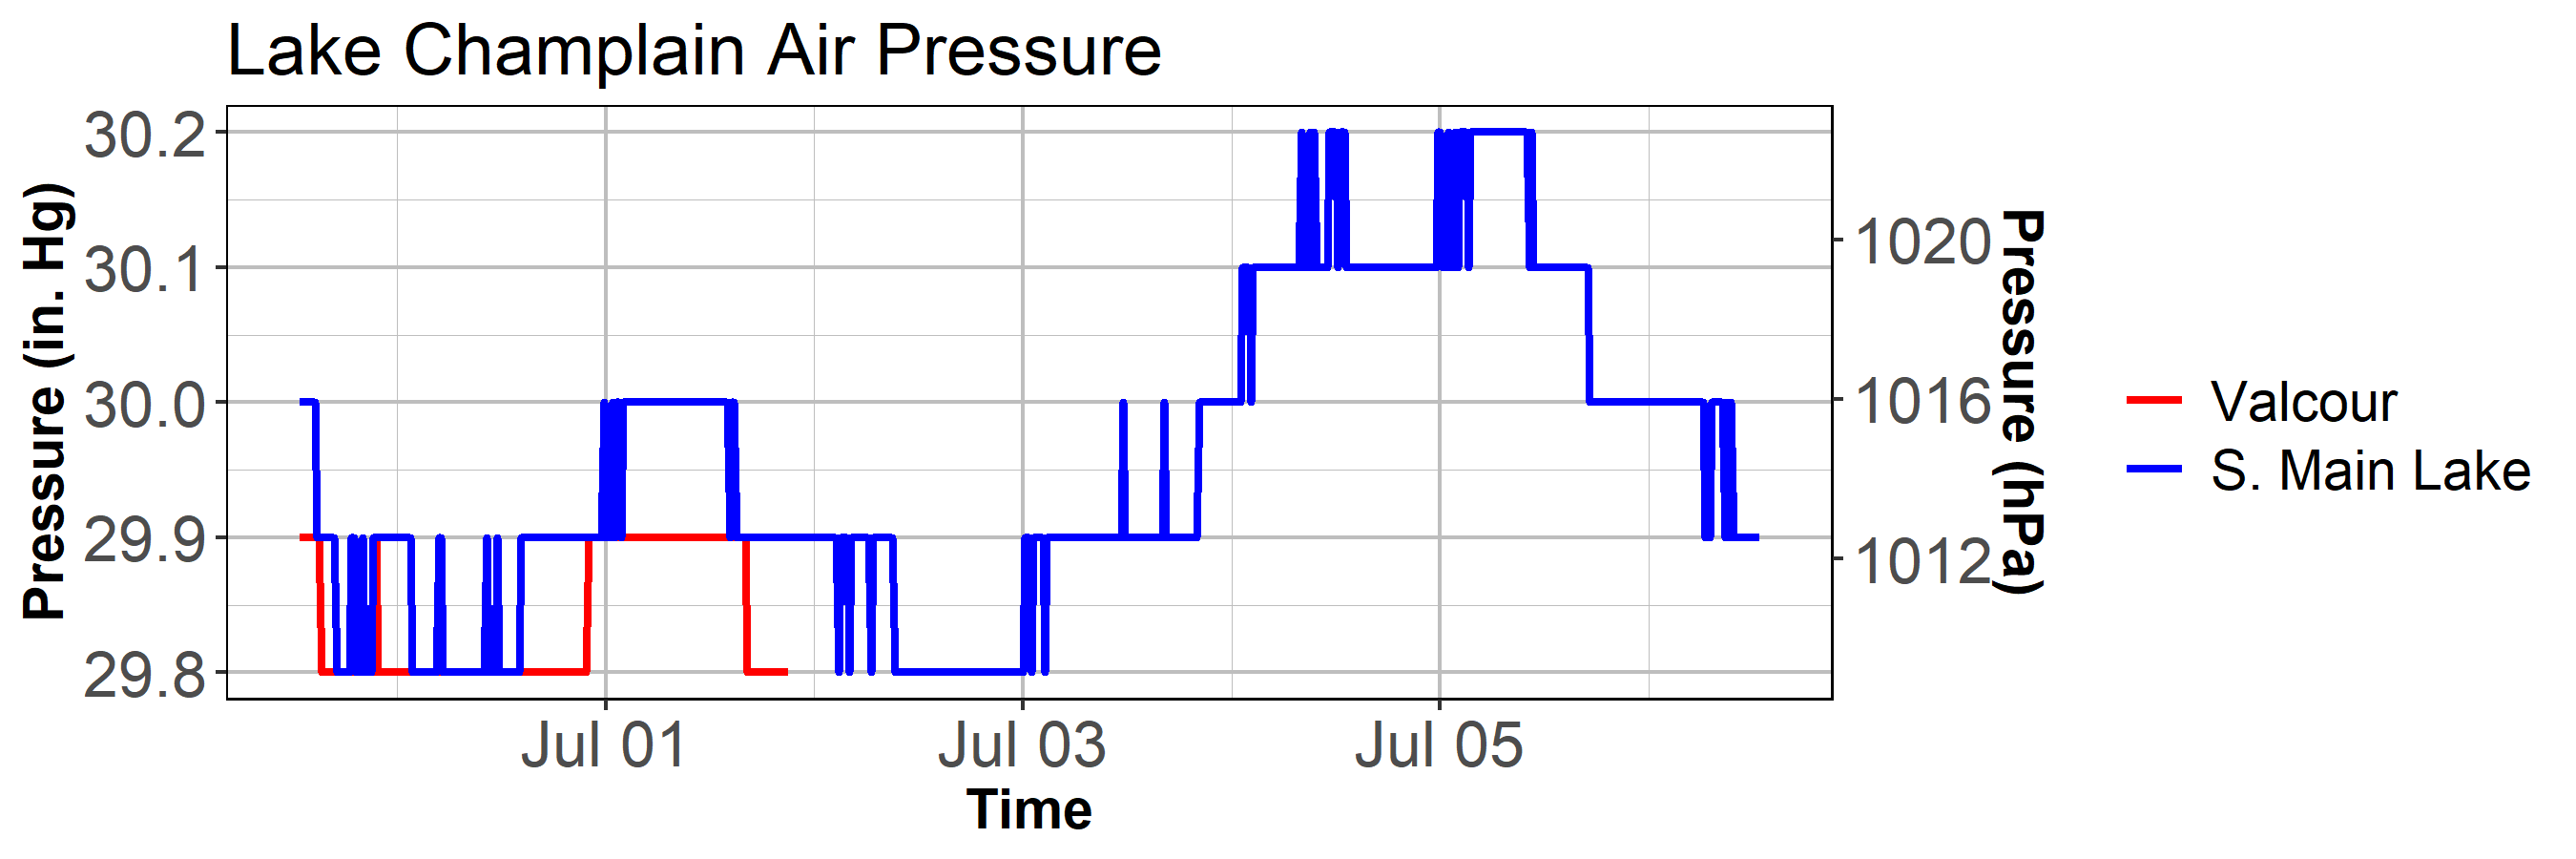 Lake Champlain Air Pressure
Pressure (in. Hg)
30.2
30.1
30.0
29.9
29.8
1020
1016
1012
Pressure (hPa)
Jul 01
Jul 03
Jul 05
Time
Valcour
S. Main Lake